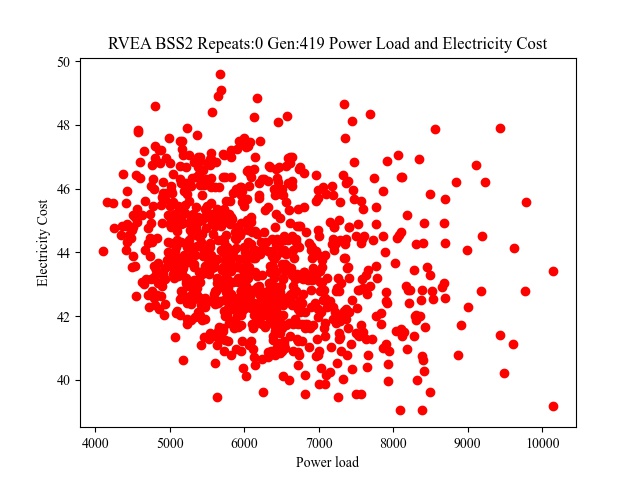 RVEA BSS2 Repeats:0 Gen:419 Power Load and Electricity Cost
50
48
46
44
42
40
Electricity Cost
4000 5000 6000 7000 8000 9000 10000
Power load